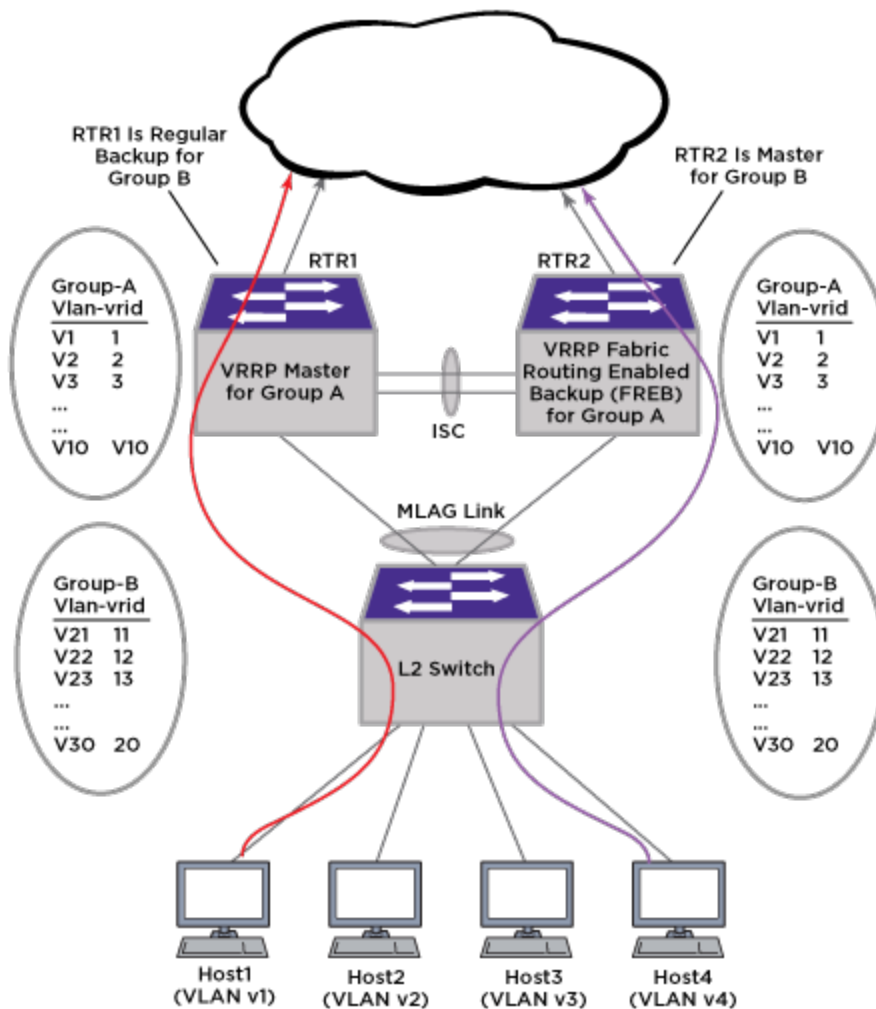 RTR1 Is Regular
Backup for
Group B
RTR2 Is Master
for Group B
RTR1
RTR2
Group-A
Vlan-vrid
V1 1
V2 2
V3 3
...
...
V10 V10
VRRP Master
for Group A
ISC
VRRP Fabric
Routing Enabled
Backup (FREB)
for Group A
Group-A
Vlan-vrid
V1 1
V2 2
V3 3
...
...
V10 V10
MLAG Link
Group-B
Vlan-vrid
V21 11
V22 12
V23 13
...
...
V30 20
L2 Switch
Group-B
Vlan-vrid
V21 11
V22 12
V23 13
...
...
V30 20
Host1
(VLAN v1)
Host2
(VLAN v2)
Host3
(VLAN v3)
Host4
(VLAN v4)